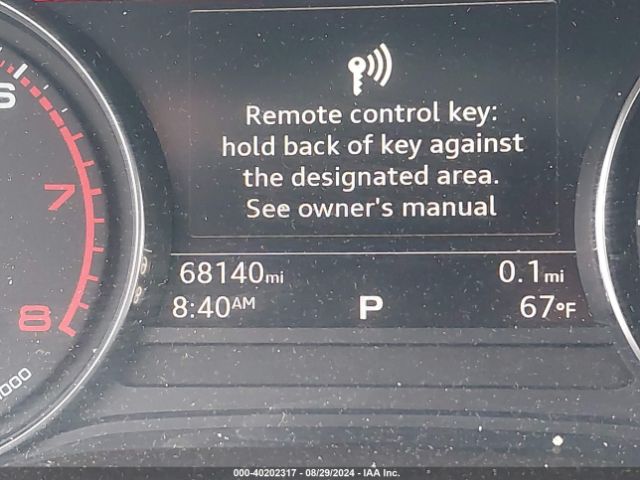 Remote control key:
hold back of key against
the designated area.
See owner's manual
68140mi
0.1mi
8:40AM
P
67°F
6
7
8
000-40202317 - 08/29/2024 - IAA Inc.